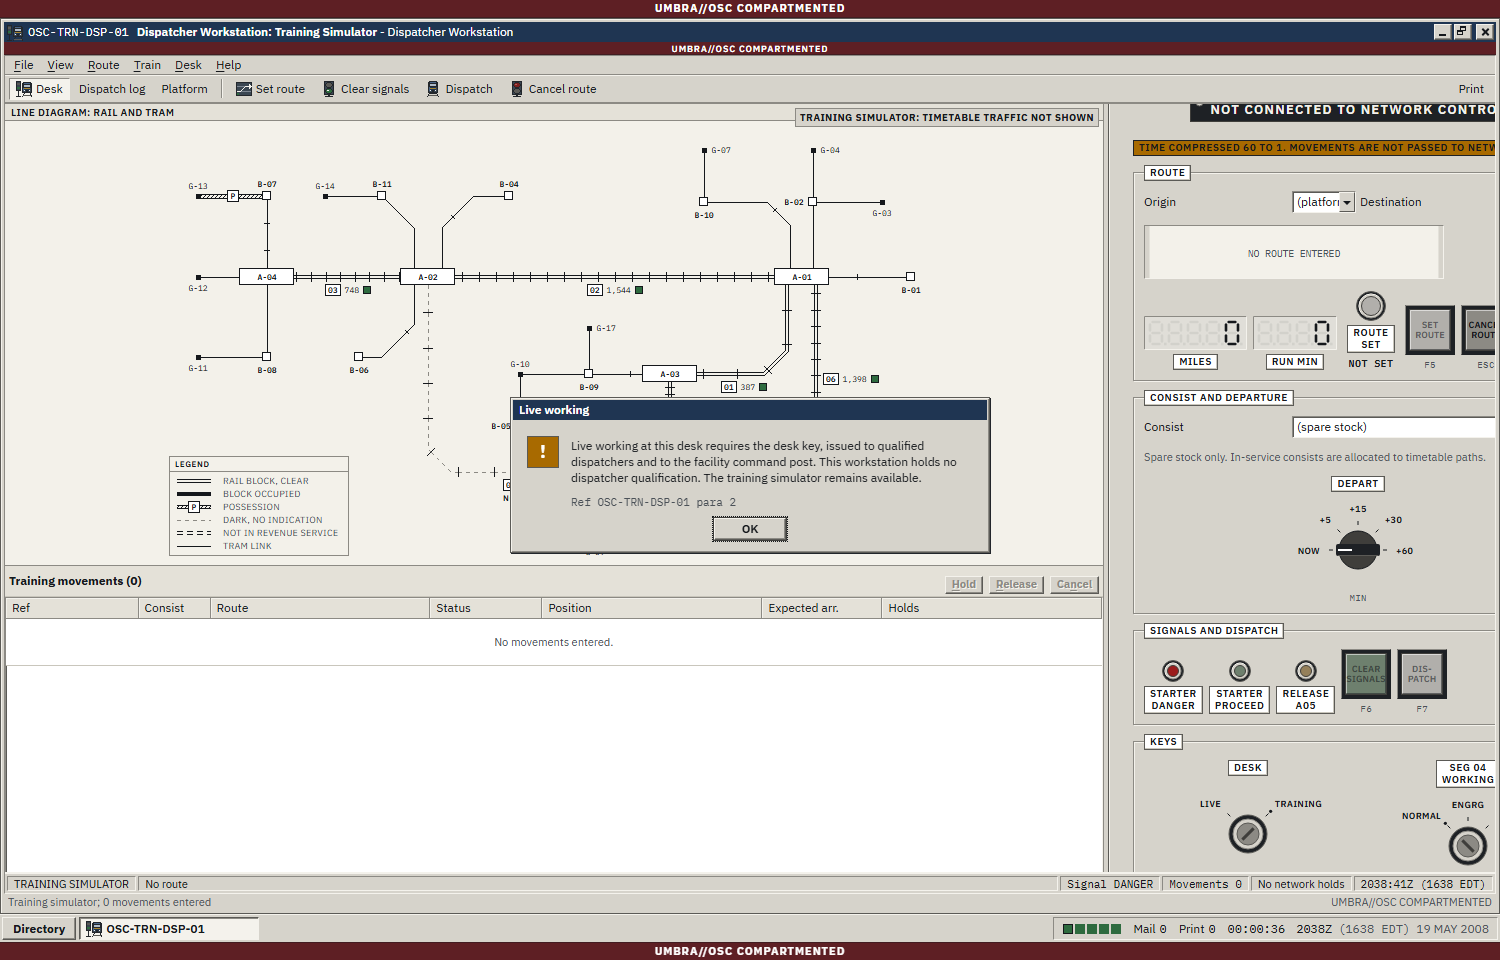 UMBRA//OSC COMPARTMENTED
OSC-TRN-DSP-01 Dispatcher Workstation: Training Simulator - Dispatcher Workstation
UMBRA//OSC COMPARTMENTED
File View Route Train Desk Help
Desk Dispatch log Platform Set route Clear signals Dispatch Cancel route Print
LINE DIAGRAM: RAIL AND TRAM
TRAINING SIMULATOR: TIMETABLE TRAFFIC NOT SHOWN
NOT CONNECTED TO NETWORK CONTRO
TIME COMPRESSED 60 TO 1. MOVEMENTS ARE NOT PASSED TO NETW
G-07 G-04
G-13 P B-07 G-14 B-11 B-04
B-10 B-02 G-03
A-04 A-02 A-01
G-12 03 748 02 1,544 B-01
G-17
G-11 B-08 B-06 G-10 B-09 A-03 01 387 06 1,398
B-05
LEGEND
RAIL BLOCK, CLEAR
BLOCK OCCUPIED
P POSSESSION
DARK, NO INDICATION
NOT IN REVENUE SERVICE
TRAM LINK
Live working
! Live working at this desk requires the desk key, issued to qualified
dispatchers and to the facility command post. This workstation holds no
dispatcher qualification. The training simulator remains available.
Ref OSC-TRN-DSP-01 para 2
OK
ROUTE
Origin (platfor Destination
NO ROUTE ENTERED
0 0
MILES RUN MIN
ROUTE
SET
NOT SET
SET
ROUTE
F5
CANC
ROUT
ESC
CONSIST AND DEPARTURE
Consist (spare stock)
Spare stock only. In-service consists are allocated to timetable paths.
DEPART
+15
+5 +30
NOW +60
MIN
SIGNALS AND DISPATCH
STARTER
DANGER
STARTER
PROCEED
RELEASE
A05
CLEAR
SIGNALS
F6
DIS-
PATCH
F7
KEYS
DESK
LIVE TRAINING
SEG 04
WORKING
ENGRG
NORMAL
Training movements (0)
Hold Release Cancel
Ref Consist Route Status Position Expected arr. Holds
No movements entered.
TRAINING SIMULATOR No route Signal DANGER Movements 0 No network holds 2038:41Z (1638 EDT)
Training simulator; 0 movements entered UMBRA//OSC COMPARTMENTED
Directory OSC-TRN-DSP-01 Mail 0 Print 0 00:00:36 2038Z (1638 EDT) 19 MAY 2008
UMBRA//OSC COMPARTMENTED